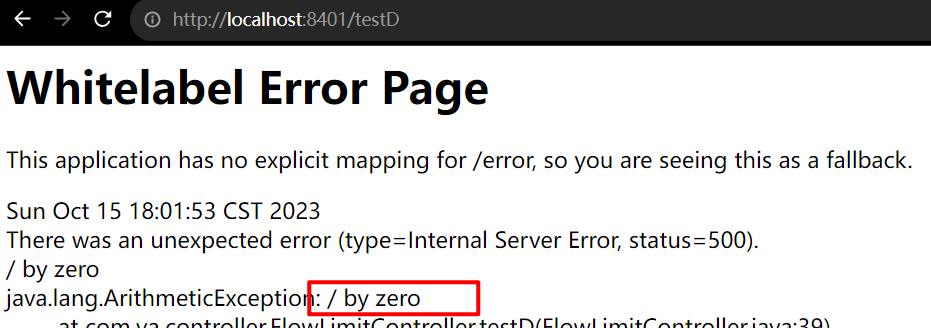 http://localhost:8401/testD
Whitelabel Error Page
This application has no explicit mapping for /error, so you are seeing this as a fallback.
Sun Oct 15 18:01:53 CST 2023
There was an unexpected error (type=Internal Server Error, status=500).
/ by zero
java.lang.ArithmeticException: / by zero
at com.va.controller.FlowLimitController.testD(FlowLimitController.java:39)